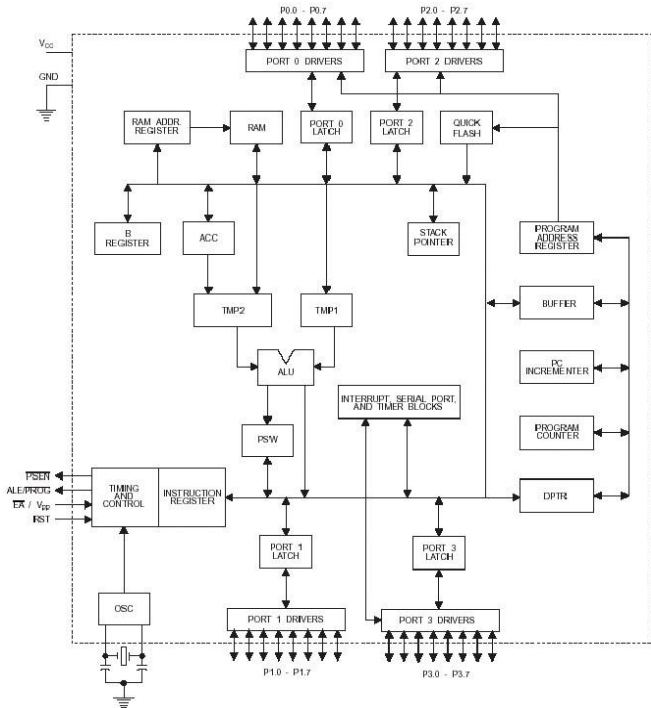 P0.0 - P0.7
P2.0 - P2.7
VCC
GND
PORT 0 DRIVERS
PORT 2 DRIVERS
RAM ADDR.
REGISTER
RAM
PORT 0
LATCH
PORT 2
LATCH
QUICK
FLASH
B
REGISTER
ACC
STACK
POINTER
PROGRAM
ADDRESS
REGISTER
TMP2
TMP1
BUFFER
ALU
PC
INCREMENTER
INTERRUPT, SERIAL PORT,
AND TIMER BLOCKS
PSW
PROGRAM
COUNTER
PSEN
ALE/PROG
EA / VPP
RST
TIMING
AND
CONTROL
INSTRUCTION
REGISTER
DPTR
PORT 1
LATCH
PORT 3
LATCH
OSC
PORT 1 DRIVERS
PORT 3 DRIVERS
P1.0 - P1.7
P3.0 - P3.7